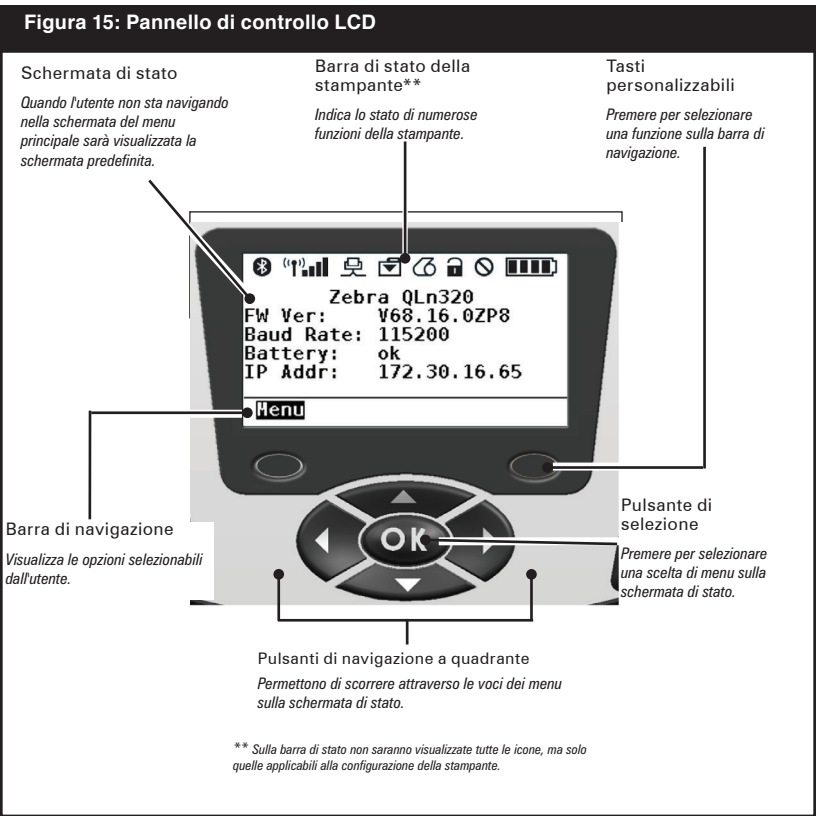 Figura 15: Pannello di controllo LCD
Schermata di stato
Quando l'utente non sta navigando
nella schermata del menu
principale sarà visualizzata la
schermata predefinita.
Barra di stato della
stampante**
Indica lo stato di numerose
funzioni della stampante.
Tasti
personalizzabili
Premere per selezionare
una funzione sulla barra di
navigazione.
Zebra QLn320
FW Ver: V68.16.0ZP8
Baud Rate: 115200
Battery: ok
IP Addr: 172.30.16.65
Menu
OK
Barra di navigazione
Visualizza le opzioni selezionabili
dall'utente.
Pulsante di
selezione
Premere per selezionare
una scelta di menu sulla
schermata di stato.
Pulsanti di navigazione a quadrante
Permettono di scorrere attraverso le voci dei menu
sulla schermata di stato.
** Sulla barra di stato non saranno visualizzate tutte le icone, ma solo
quelle applicabili alla configurazione della stampante.